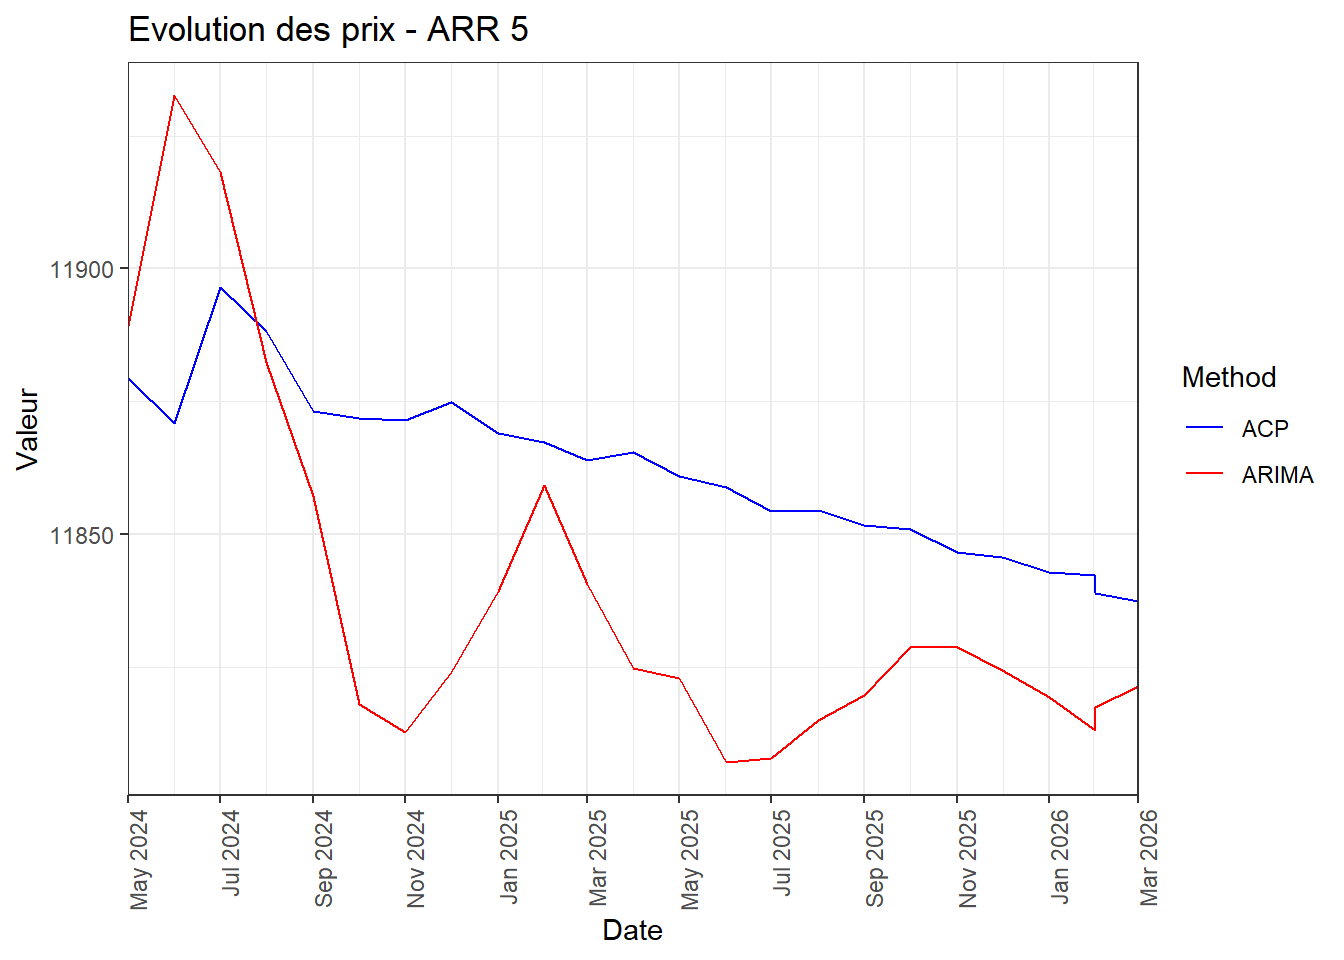 Evolution des prix - ARR 5
Valeur
11900
11850
May 2024
Jul 2024
Sep 2024
Nov 2024
Jan 2025
Mar 2025
May 2025
Jul 2025
Sep 2025
Nov 2025
Jan 2026
Mar 2026
Date
Method
ACP
ARIMA